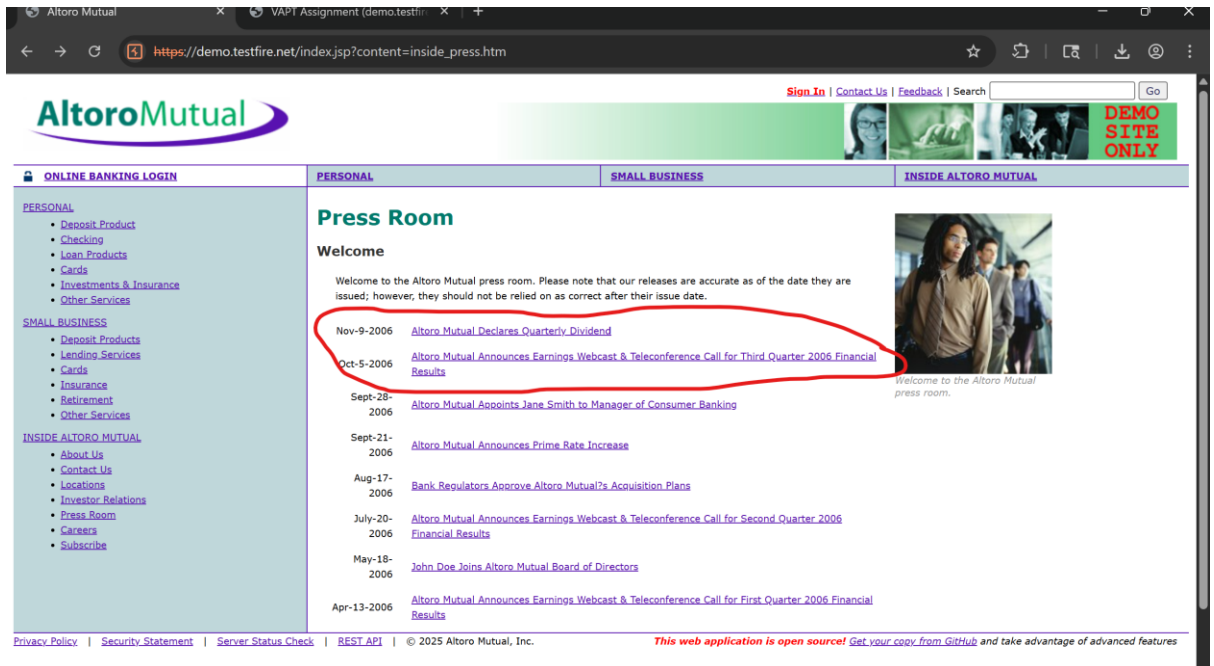 Altoro Mutual
VAPT Assignment (demo.testfir
https://demo.testfire.net/index.jsp?content=inside_press.htm
Sign In | Contact Us | Feedback | Search
Go
AltoroMutual
DEMO
SITE
ONLY
ONLINE BANKING LOGIN
PERSONAL
SMALL BUSINESS
INSIDE ALTORO MUTUAL
PERSONAL
Deposit Product
Checking
Loan Products
Cards
Investments & Insurance
Other Services
SMALL BUSINESS
Deposit Products
Lending Services
Cards
Insurance
Retirement
Other Services
INSIDE ALTORO MUTUAL
About Us
Contact Us
Locations
Investor Relations
Press Room
Careers
Subscribe
Press Room
Welcome
Welcome to the Altoro Mutual press room. Please note that our releases are accurate as of the date they are
issued; however, they should not be relied on as correct after their issue date.
Nov-9-2006 Altoro Mutual Declares Quarterly Dividend
Oct-5-2006 Altoro Mutual Announces Earnings Webcast & Teleconference Call for Third Quarter 2006 Financial
Results
Sept-28-
2006 Altoro Mutual Appoints Jane Smith to Manager of Consumer Banking
Sept-21-
2006 Altoro Mutual Announces Prime Rate Increase
Aug-17-
2006 Bank Regulators Approve Altoro Mutual?s Acquisition Plans
July-20- Altoro Mutual Announces Earnings Webcast & Teleconference Call for Second Quarter 2006
2006 Financial Results
May-18-
2006 John Doe Joins Altoro Mutual Board of Directors
Apr-13-2006 Altoro Mutual Announces Earnings Webcast & Teleconference Call for First Quarter 2006 Financial
Results
Welcome to the Altoro Mutual
press room.
Privacy Policy | Security Statement | Server Status Check | REST API | © 2025 Altoro Mutual, Inc.
This web application is open source! Get your copy from GitHub and take advantage of advanced features